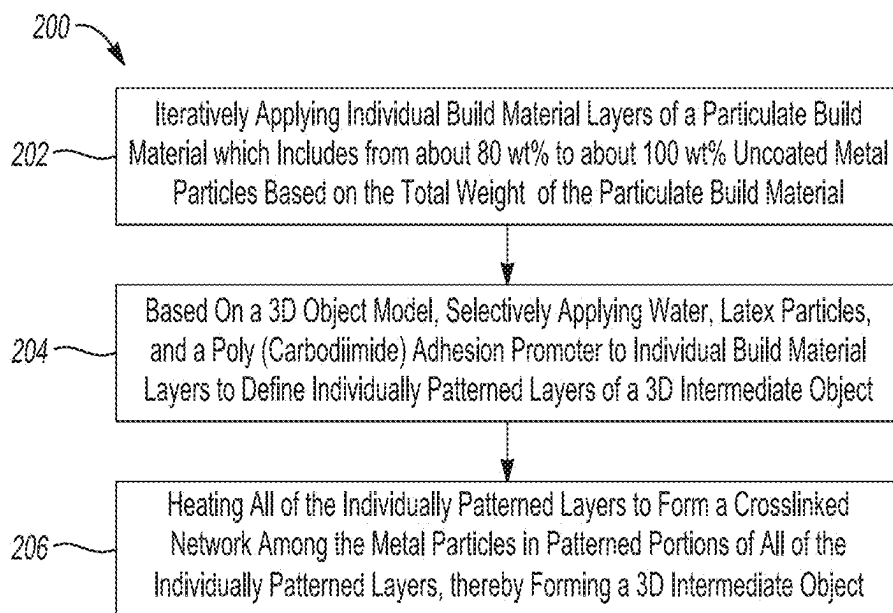 200
202
Iteratively Applying Individual Build Material Layers of a Particulate Build
Material which Includes from about 80 wt% to about 100 wt% Uncoated Metal
Particles Based on the Total Weight of the Particulate Build Material
204
Based On a 3D Object Model, Selectively Applying Water, Latex Particles,
and a Poly (Carbodiimide) Adhesion Promoter to Individual Build Material
Layers to Define Individually Patterned Layers of a 3D Intermediate Object
206
Heating All of the Individually Patterned Layers to Form a Crosslinked
Network Among the Metal Particles in Patterned Portions of All of the
Individually Patterned Layers, thereby Forming a 3D Intermediate Object